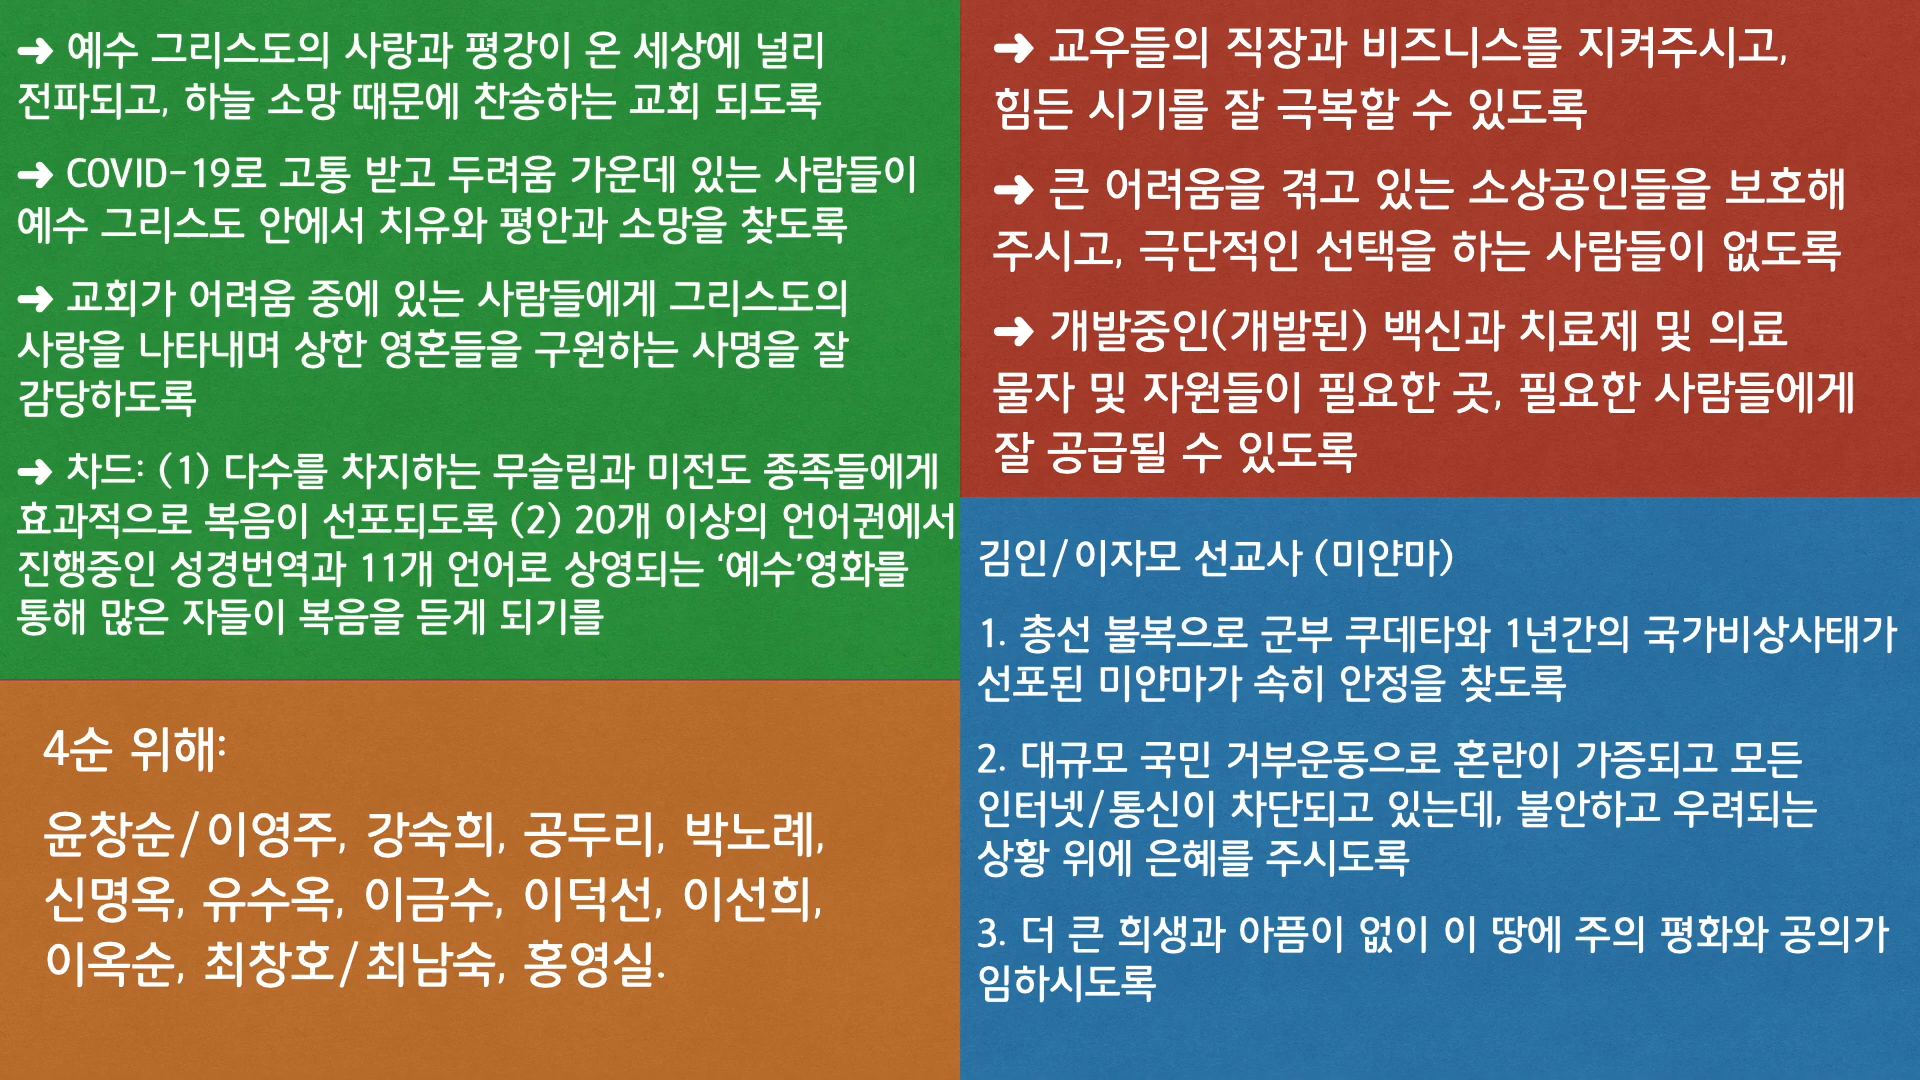 ➜ 예수 그리스도의 사랑과 평강이 온 세상에 널리
전파되고, 하늘 소망 때문에 찬송하는 교회 되도록
➜ COVID-19로 고통 받고 두려움 가운데 있는 사람들이
예수 그리스도 안에서 치유와 평안과 소망을 찾도록
➜ 교회가 어려움 중에 있는 사람들에게 그리스도의
사랑을 나타내며 상한 영혼들을 구원하는 사명을 잘
감당하도록
➜ 차드: (1) 다수를 차지하는 무슬림과 미전도 종족들에게
효과적으로 복음이 선포되도록 (2) 20개 이상의 언어권에서
진행중인 성경번역과 11개 언어로 상영되는 ‘예수’영화를
통해 많은 자들이 복음을 듣게 되기를
4순 위해:
윤창순/이영주, 강숙희, 공두리, 박노례,
신명옥, 유수옥, 이금수, 이덕선, 이선희,
이옥순, 최창호/최남숙, 홍영실.
➜ 교우들의 직장과 비즈니스를 지켜주시고,
힘든 시기를 잘 극복할 수 있도록
➜ 큰 어려움을 겪고 있는 소상공인들을 보호해
주시고, 극단적인 선택을 하는 사람들이 없도록
➜ 개발중인(개발된) 백신과 치료제 및 의료
물자 및 자원들이 필요한 곳, 필요한 사람들에게
잘 공급될 수 있도록
김인/이자모 선교사 (미얀마)
1. 총선 불복으로 군부 쿠데타와 1년간의 국가비상사태가
선포된 미얀마가 속히 안정을 찾도록
2. 대규모 국민 거부운동으로 혼란이 가증되고 모든
인터넷/통신이 차단되고 있는데, 불안하고 우려되는
상황 위에 은혜를 주시도록
3. 더 큰 희생과 아픔이 없이 이 땅에 주의 평화와 공의가
임하시도록